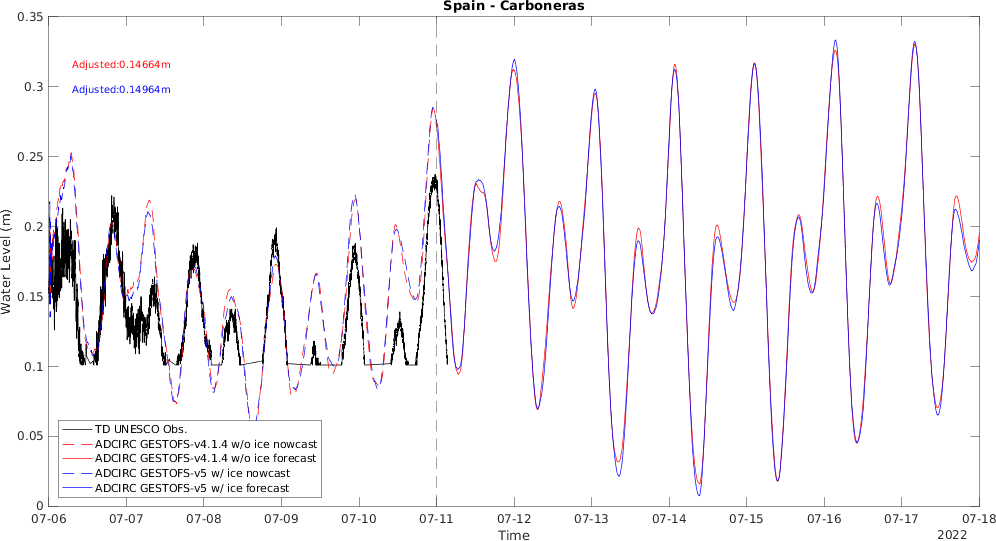 Spain - Carboneras
0.35
0.3
0.25
0.2
0.15
0.1
0.05
0
Water Level (m)
Adjusted:0.14664m
Adjusted:0.14964m
TD UNESCO Obs.
ADCIRC GESTOFS-v4.1.4 w/o ice nowcast
ADCIRC GESTOFS-v4.1.4 w/o ice forecast
ADCIRC GESTOFS-v5 w/ ice nowcast
ADCIRC GESTOFS-v5 w/ ice forecast
07-06 07-07 07-08 07-09 07-10 07-11 07-12 07-13 07-14 07-15 07-16 07-17 07-18
Time
2022